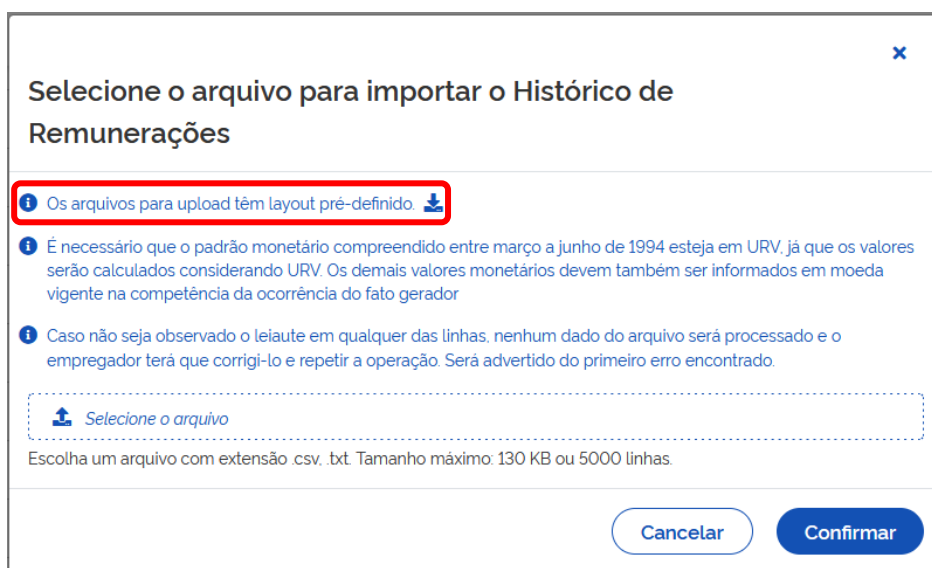 Selecione o arquivo para importar o Histórico de
Remunerações
Os arquivos para upload têm layout pré-definido.
É necessário que o padrão monetário compreendido entre março a junho de 1994 esteja em URV, já que os valores
serão calculados considerando URV. Os demais valores monetários devem também ser informados em moeda
vigente na competência da ocorrência do fato gerador
Caso não seja observado o leiaute em qualquer das linhas, nenhum dado do arquivo será processado e o
empregador terá que corrigi-lo e repetir a operação. Será advertido do primeiro erro encontrado.
Selecione o arquivo
Escolha um arquivo com extensão .csv, .txt. Tamanho máximo: 130 KB ou 5000 linhas.
Cancelar Confirmar